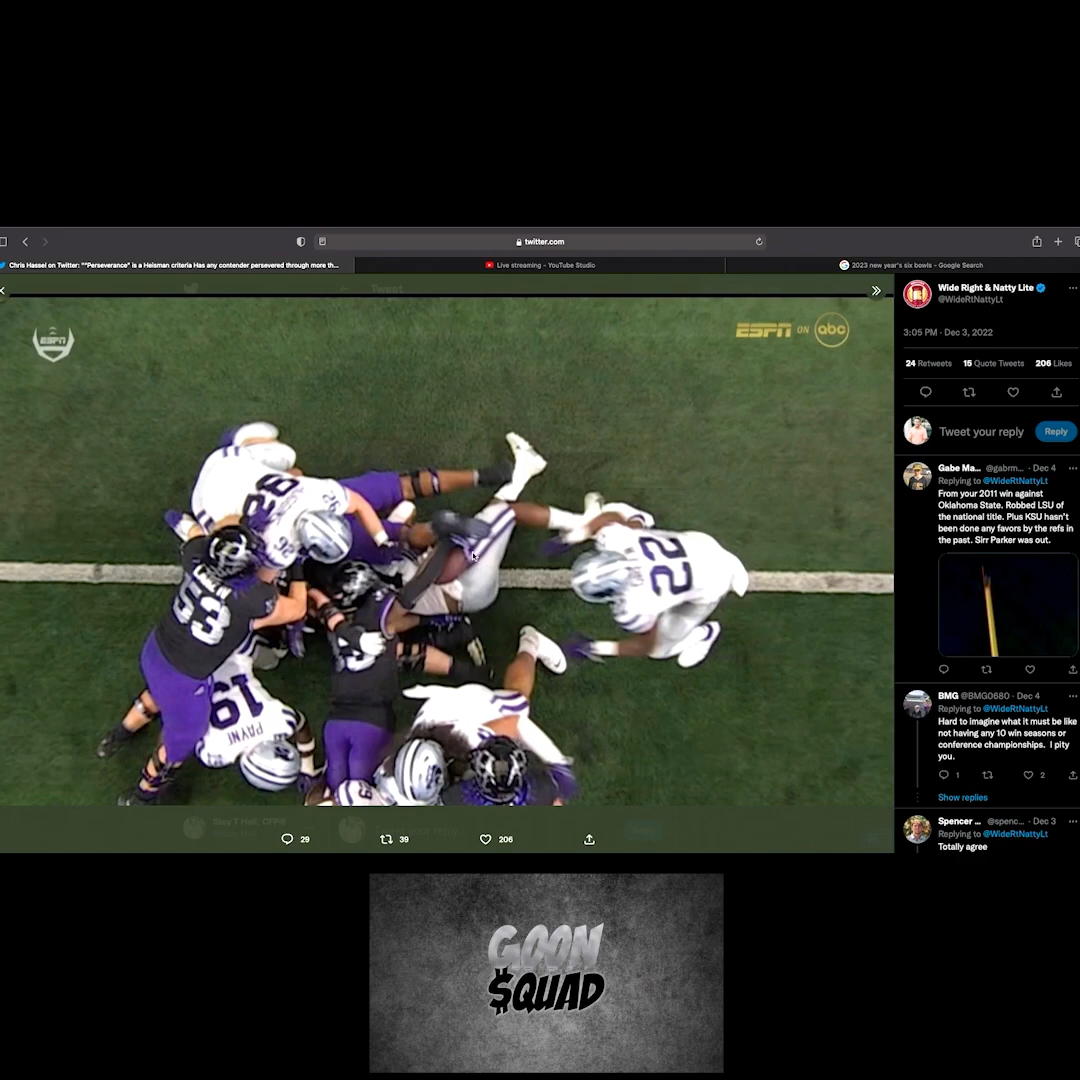 twitter.com
Chris Hassel on Twitter: ""Perseverance" is a Heisman criteria Has any contender persevered through more th...
Live streaming - YouTube Studio
2023 new year's six bowls - Google Search
Tweet
ESPN
ESPN ON abc
Wide Right & Natty Lite
@WideRtNattyLt
3:05 PM · Dec 3, 2022
24 Retweets 15 Quote Tweets 206 Likes
Tweet your reply
Reply
Gabe Ma... @gabrm... · Dec 4
Replying to @WideRtNattyLt
From your 2011 win against
Oklahoma State. Robbed LSU of
the national title. Plus KSU hasn't
been done any favors by the refs in
the past. Sirr Parker was out.
BMG @BMG0680 · Dec 4
Replying to @WideRtNattyLt
Hard to imagine what it must be like
not having any 10 win seasons or
conference championships. I pity
you.
1
2
Show replies
Spencer ... @spenc... · Dec 3
Replying to @WideRtNattyLt
Totally agree
92
92
22
53
19
PAYNE
29
39
206
GOON
$QUAD